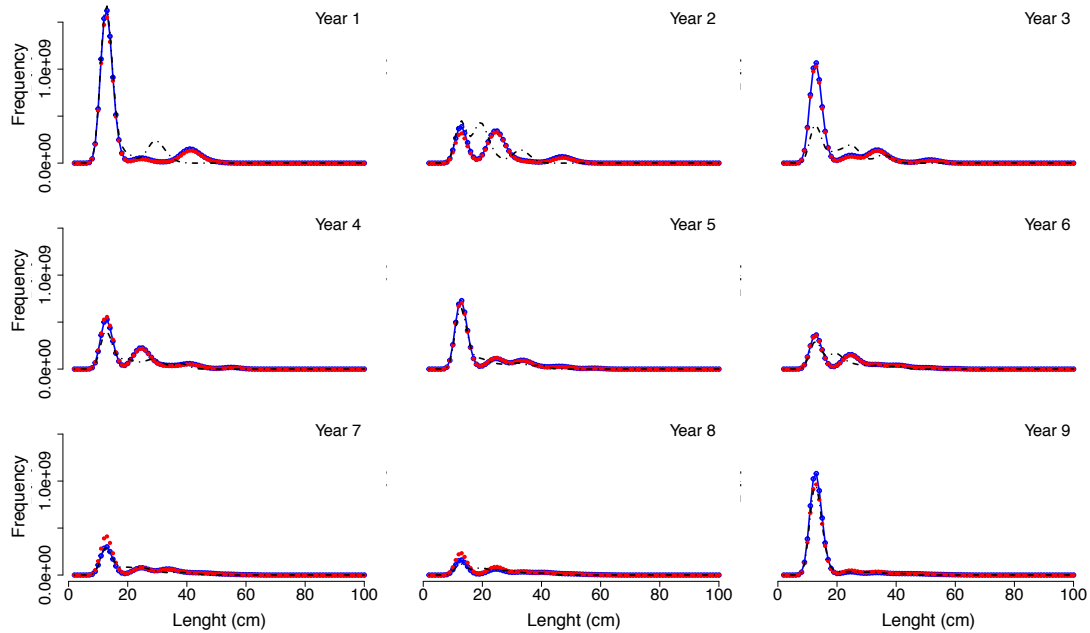 Year 1
Year 2
Year 3
Frequency
1.0e+09
0.0e+00
Year 4
Year 5
Year 6
Frequency
1.0e+09
0.0e+00
Year 7
Year 8
Year 9
Frequency
1.0e+09
0.0e+00
0 20 40 60 80 100
0 20 40 60 80 100
0 20 40 60 80 100
Lenght (cm)
Lenght (cm)
Lenght (cm)